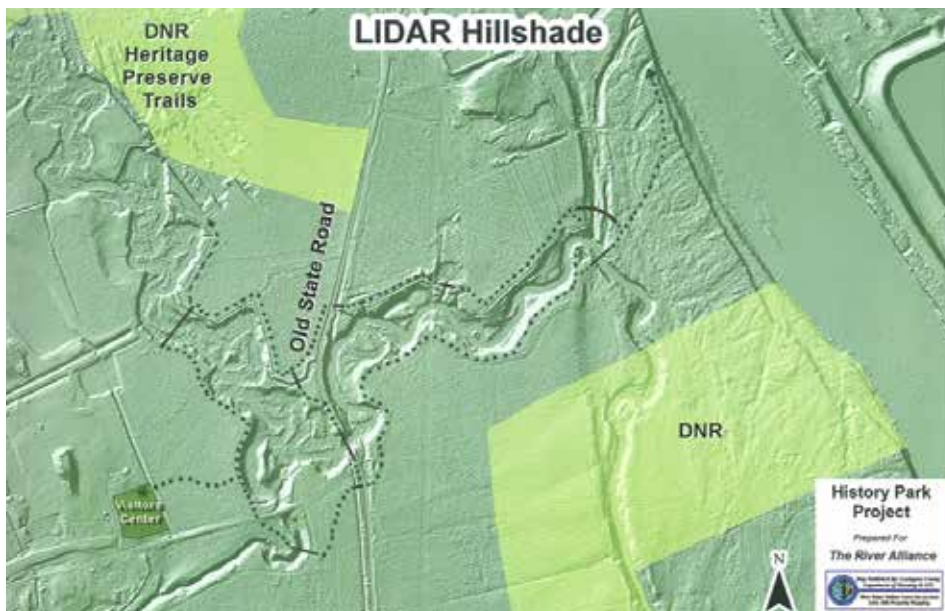 LIDAR Hillshade
DNR
Heritage
Preserve
Trails
Old State Road
DNR
Visitors
Center
History Park
Project
Prepared For
The River Alliance
N